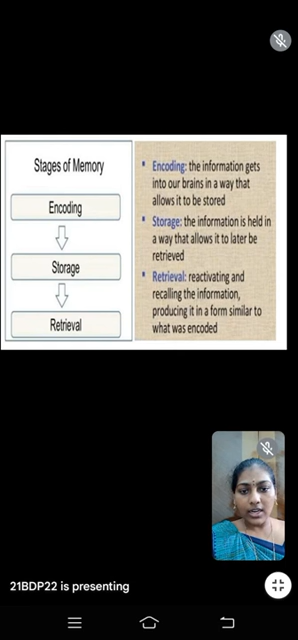 Stages of Memory
Encoding
Storage
Retrieval
▪ Encoding: the information gets
into our brains in a way that
allows it to be stored
▪ Storage: the information is held in
a way that allows it to later be
retrieved
▪ Retrieval: reactivating and
recalling the information,
producing it in a form similar to
what was encoded
21BDP22 is presenting